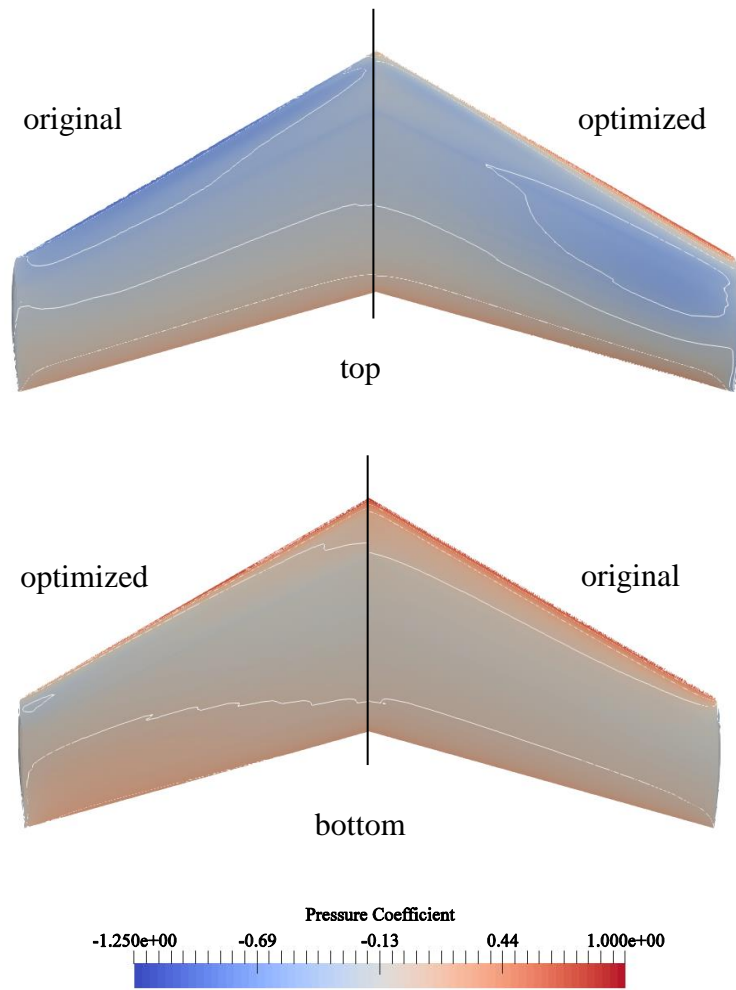 original optimized
top
optimized original
bottom
Pressure Coefficient
-1.250e+00 -0.69 -0.13 0.44 1.000e+00